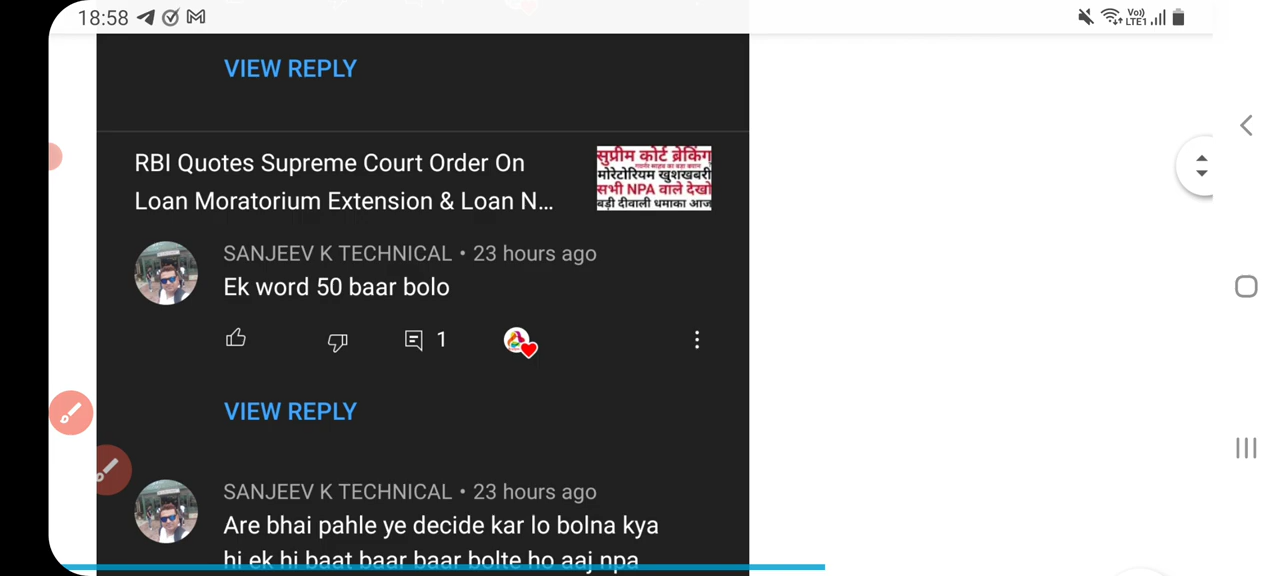 18:58
Vo))
LTE1
VIEW REPLY
RBI Quotes Supreme Court Order On
Loan Moratorium Extension & Loan N...
सुप्रीम कोर्ट ब्रेकिंग
मोरेटोरियम खुशखबरी
सभी NPA वाले देखो
बड़ी दीवाली धमाका आज
SANJEEV K TECHNICAL • 23 hours ago
Ek word 50 baar bolo
1
VIEW REPLY
SANJEEV K TECHNICAL • 23 hours ago
Are bhai pahle ye decide kar lo bolna kya
hi ek hi baat baar baar bolte ho aaj npa